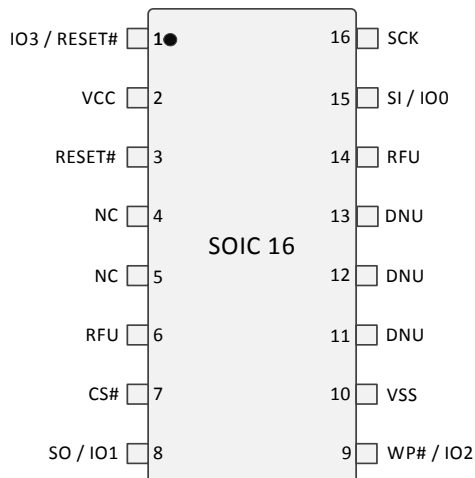 IO3 / RESET# 1 16 SCK
VCC 2 15 SI / IO0
RESET# 3 14 RFU
NC 4 13 DNU
SOIC 16
NC 5 12 DNU
RFU 6 11 DNU
CS# 7 10 VSS
SO / IO1 8 9 WP# / IO2